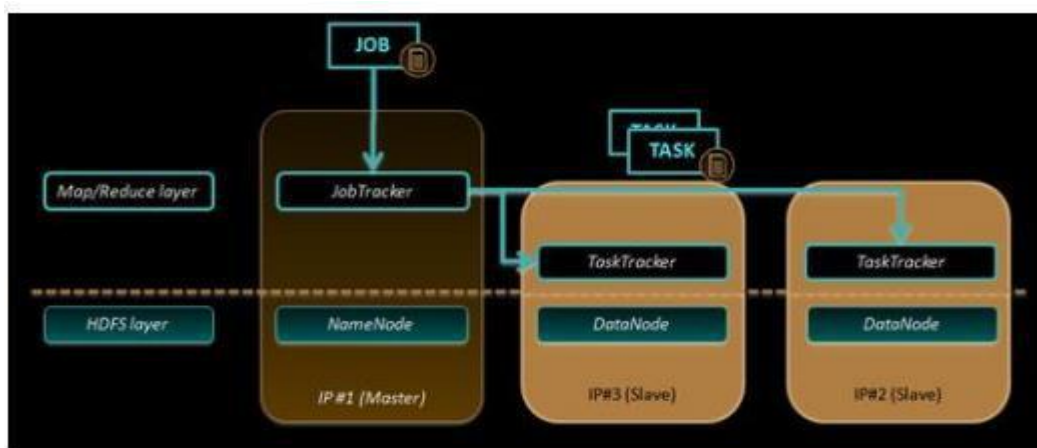 JOB
TASK
TASK
Map/Reduce layer
JobTracker
TaskTracker
TaskTracker
HDFS layer
NameNode
DataNode
DataNode
IP#1 (Master)
IP#3 (Slave)
IP#2 (Slave)